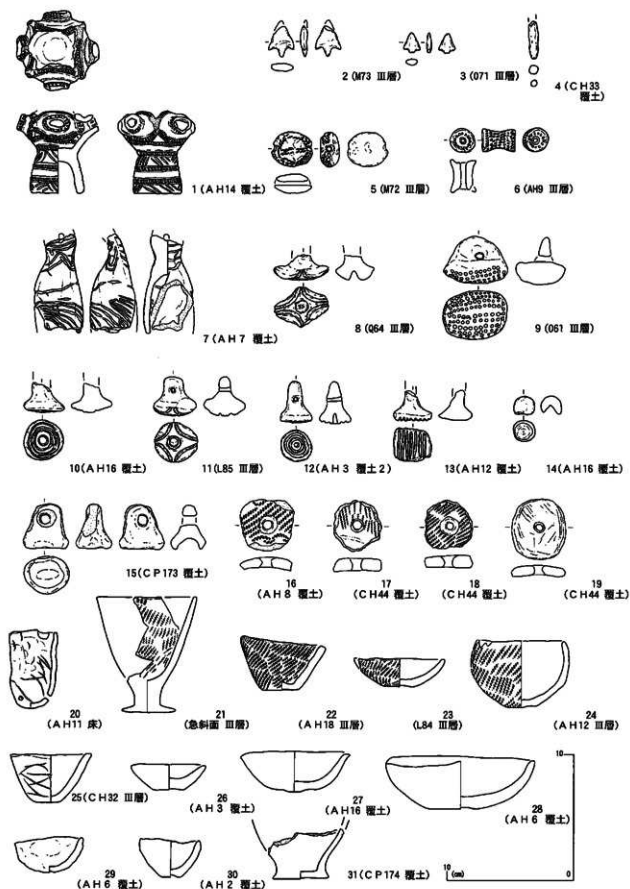 2 (M73 Ⅲ層)
3 (O71 Ⅲ層)
4 (CH33 覆土)
1 (AH14 覆土)
5 (M72 Ⅲ層)
6 (AH9 Ⅲ層)
7 (AH7 覆土)
8 (Q64 Ⅲ層)
9 (O61 Ⅲ層)
10 (AH16 覆土)
11 (L85 Ⅲ層)
12 (AH3 覆土2)
13 (AH12 覆土)
14 (AH16 覆土)
15 (CP173 覆土)
16
(AH8 覆土)
17
(CH44 覆土)
18
(CH44 覆土)
19
(CH44 覆土)
20
(AH11 床)
21
(急斜面 Ⅲ層)
22
(AH18 Ⅲ層)
23
(L84 Ⅲ層)
24
(AH12 Ⅲ層)
25 (CH32 Ⅲ層)
26
(AH3 覆土)
27
(AH16 覆土)
28
(AH6 覆土)
29
(AH6 覆土)
30
(AH2 覆土)
31 (CP174 覆土)
10
10 (cm) 0